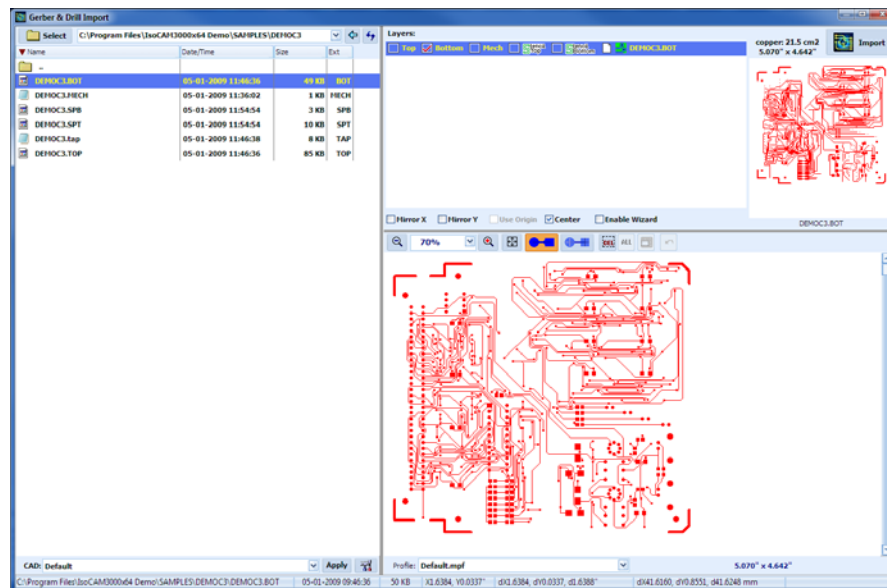 Gerber & Drill Import
Select C:\Program Files\IsoCAM3000x64 Demo\SAMPLES\DEMOC3
Name Date/Time Size Ext
..
DEMOC3.BOT 05-01-2009 11:46:36 49 KB BOT
DEMOC3.MECH 05-01-2009 11:36:02 1 KB MECH
DEMOC3.SPB 05-01-2009 11:54:54 3 KB SPB
DEMOC3.SPT 05-01-2009 11:54:54 10 KB SPT
DEMOC3.tap 05-01-2009 11:46:38 8 KB TAP
DEMOC3.TOP 05-01-2009 11:46:36 85 KB TOP
Layers:
Top Bottom Mech DEMOC3.BOT
copper: 21.5 cm2
5.070" x 4.642"
Import
DEMOC3.BOT
Mirror X Mirror Y Use Origin Center Enable Wizard
70% DEL ALL
CAD: Default Apply
Profile: Default.mpf 5.070" x 4.642"
C:\Program Files\IsoCAM3000x64 Demo\SAMPLES\DEMOC3\DEMOC3.BOT 05-01-2009 09:46:36 50 KB X1.6384, Y0.0337" dX1.6384, dY0.0337, d1.6388" dX41.6160, dY0.8551, d41.6248 mm